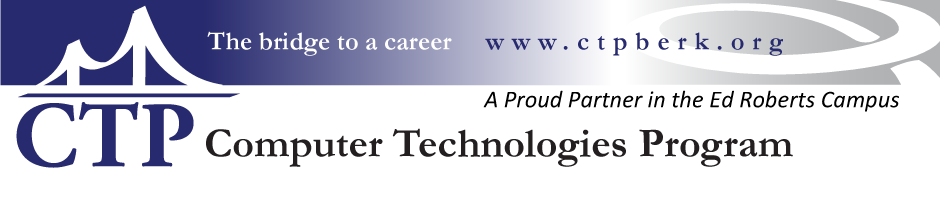 The bridge to a career www.ctpberk.org
A Proud Partner in the Ed Roberts Campus
CTP Computer Technologies Program